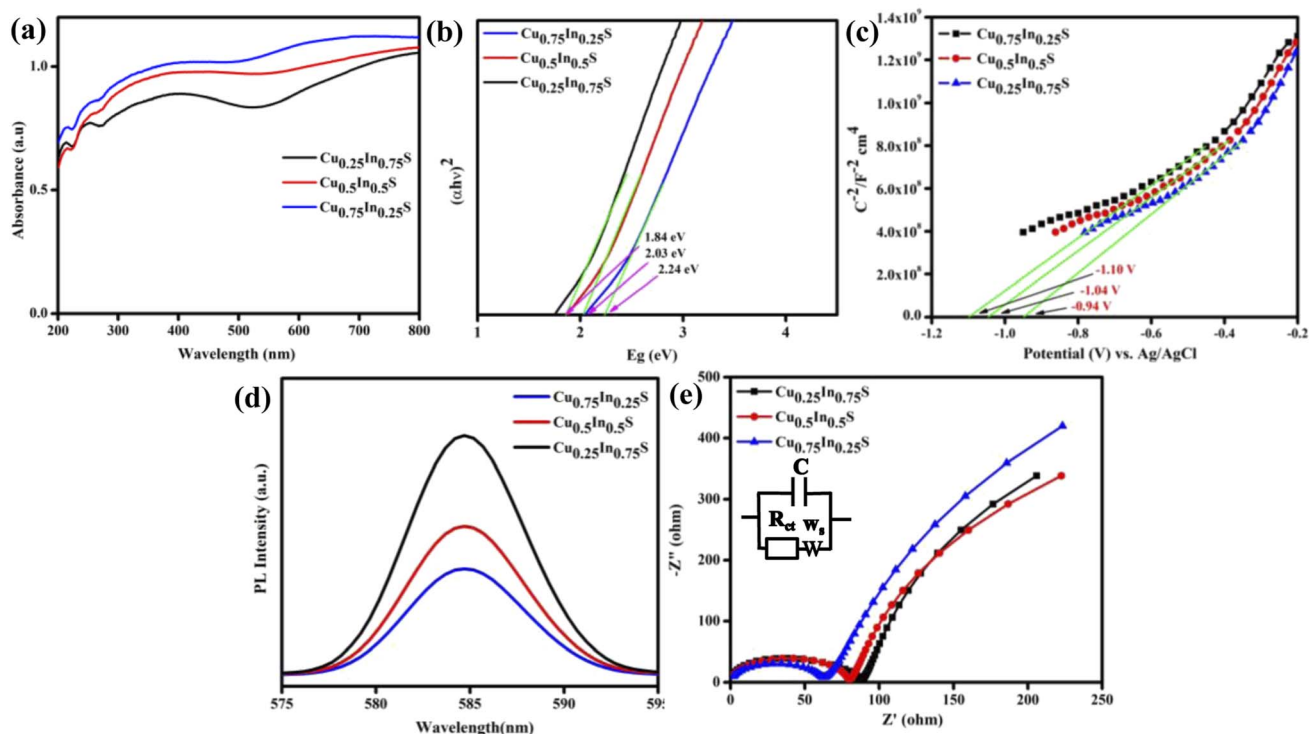 (a)
Absorbance (a.u)
1.0
0.5
0.0
Cu0.25In0.75S
Cu0.5In0.5S
Cu0.75In0.25S
200 300 400 500 600 700 800
Wavelength (nm)
(b)
(αhν)2
Cu0.75In0.25S
Cu0.5In0.5S
Cu0.25In0.75S
1.84 eV
2.03 eV
2.24 eV
1 2 3 4
Eg (eV)
(c)
C-2/F-2 cm4
1.4x109
1.2x109
1.0x109
8.0x108
6.0x108
4.0x108
2.0x108
0.0
Cu0.75In0.25S
Cu0.5In0.5S
Cu0.25In0.75S
-1.10 V
-1.04 V
-0.94 V
-1.2 -1.0 -0.8 -0.6 -0.4 -0.2
Potential (V) vs. Ag/AgCl
(d)
PL Intensity (a.u.)
Cu0.75In0.25S
Cu0.5In0.5S
Cu0.25In0.75S
575 580 585 590 595
Wavelength(nm)
(e)
-Z'' (ohm)
500
400
300
200
100
0
Cu0.25In0.75S
Cu0.5In0.5S
Cu0.75In0.25S
C
Rct Ws
W
0 50 100 150 200 250
Z' (ohm)